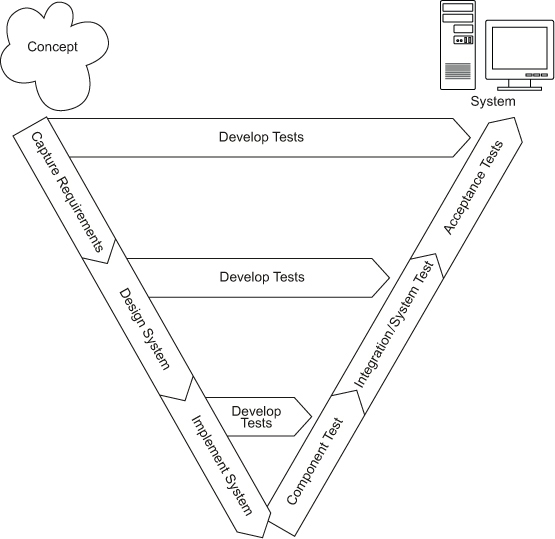 Concept
System
Develop Tests
Capture Requirements
Acceptance Tests
Develop Tests
Design System
Integration/System Test
Develop
Tests
Implement System
Component Test